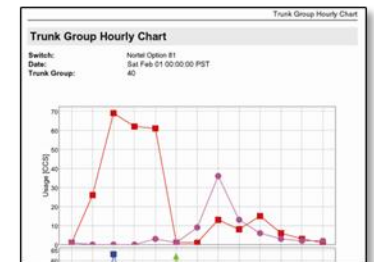 Trunk Group Hourly Chart
Trunk Group Hourly Chart
Switch: Nortel Option 81
Date: Sat Feb 01 00:00:00 PST
Trunk Group: 40
70
60
50
40
30
20
10
0
Usage [CCS]